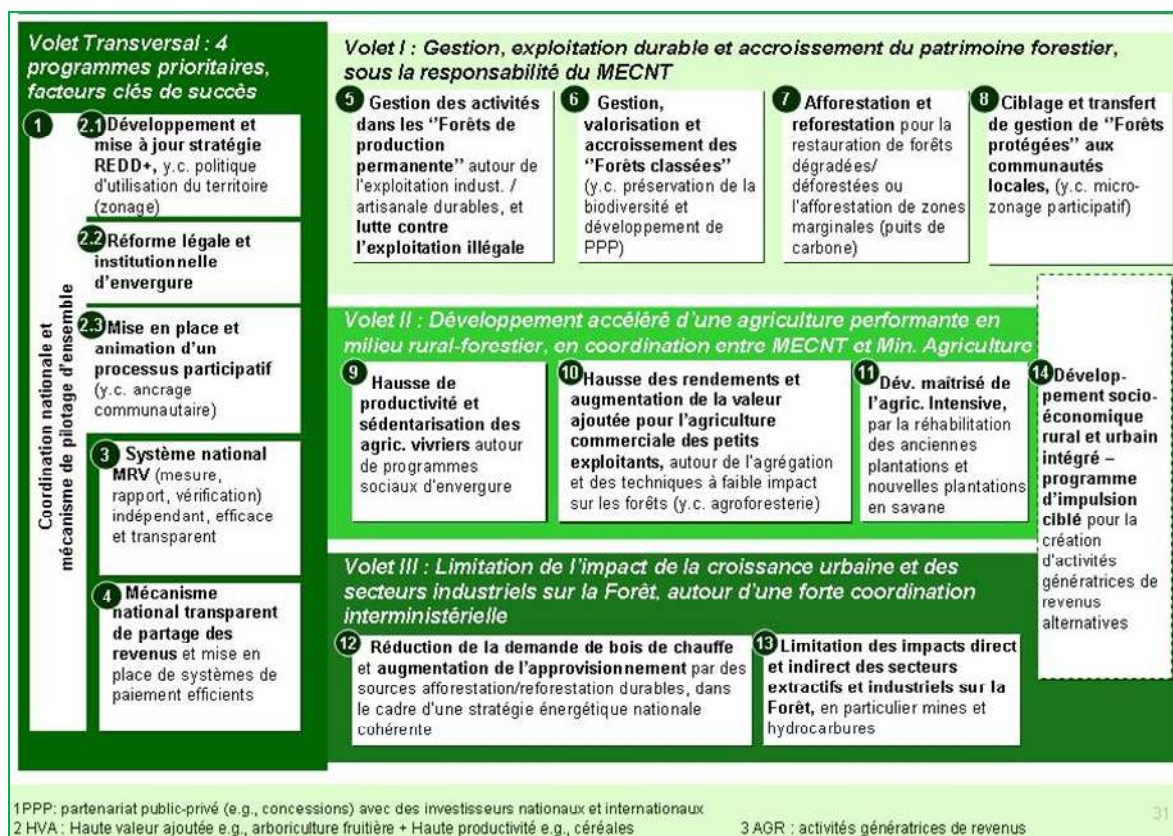 Volet Transversal : 4
programmes prioritaires,
facteurs clés de succès
1
Coordination nationale et
mécanisme de pilotage d'ensemble
2.1 Développement et
mise à jour stratégie
REDD+, y.c. politique
d'utilisation du territoire
(zonage)
2.2 Réforme légale et
institutionnelle
d'envergure
2.3 Mise en place et
animation d'un
processus participatif
(y.c. ancrage
communautaire)
3 Système national
MRV (mesure,
rapport, vérification)
indépendant, efficace
et transparent
4 Mécanisme
national transparent
de partage des
revenus et mise en
place de systèmes de
paiement efficients
Volet I : Gestion, exploitation durable et accroissement du patrimoine forestier,
sous la responsabilité du MECNT
5 Gestion des activités
dans les "Forêts de
production
permanente" autour de
l'exploitation indust. /
artisanale durables, et
lutte contre
l'exploitation illégale
6 Gestion,
valorisation et
accroissement des
"Forêts classées"
(y.c. préservation de la
biodiversité et
développement de
PPP)
7 Afforestation et
reforestation pour la
restauration de forêts
dégradées/
déforestées ou
l'afforestation de zones
marginales (puits de
carbone)
8 Ciblage et transfert
de gestion de "Forêts
protégées" aux
communautés
locales, (y.c. micro-
zonage participatif)
Volet II : Développement accéléré d'une agriculture performante en
milieu rural-forestier, en coordination entre MECNT et Min. Agriculture
9 Hausse de
productivité et
sédentarisation des
agric. vivriers autour
de programmes
sociaux d'envergure
10 Hausse des rendements et
augmentation de la valeur
ajoutée pour l'agriculture
commerciale des petits
exploitants, autour de l'agrégation
et des techniques à faible impact
sur les forêts (y.c. agroforesterie)
11 Dév. maîtrisé de
l'agric. Intensive,
par la réhabilitation
des anciennes
plantations et
nouvelles plantations
en savane
14 Dévelop-
pement socio-
économique
rural et urbain
intégré –
programme
d'impulsion
ciblé pour la
création
d'activités
génératrices de
revenus
alternatives
Volet III : Limitation de l'impact de la croissance urbaine et des
secteurs industriels sur la Forêt, autour d'une forte coordination
interministérielle
12 Réduction de la demande de bois de chauffe
et augmentation de l'approvisionnement par des
sources afforestation/reforestation durables, dans
le cadre d'une stratégie énergétique nationale
cohérente
13 Limitation des impacts direct
et indirect des secteurs
extractifs et industriels sur la
Forêt, en particulier mines et
hydrocarbures
1PPP: partenariat public-privé (e.g., concessions) avec des investisseurs nationaux et internationaux
2 HVA : Haute valeur ajoutée e.g., arboriculture fruitière + Haute productivité e.g., céréales
3 AGR : activités génératrices de revenus
31